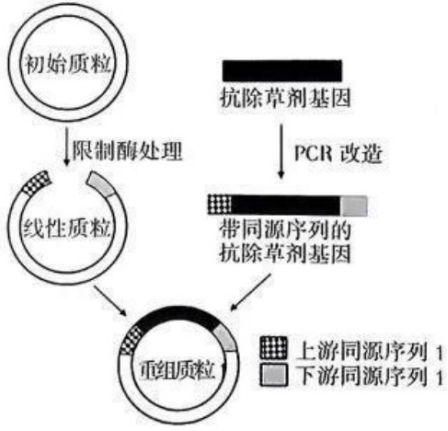 初始质粒
抗除草剂基因
限制酶处理
PCR 改造
线性质粒
带同源序列的
抗除草剂基因
重组质粒1
上游同源序列 1
下游同源序列 1